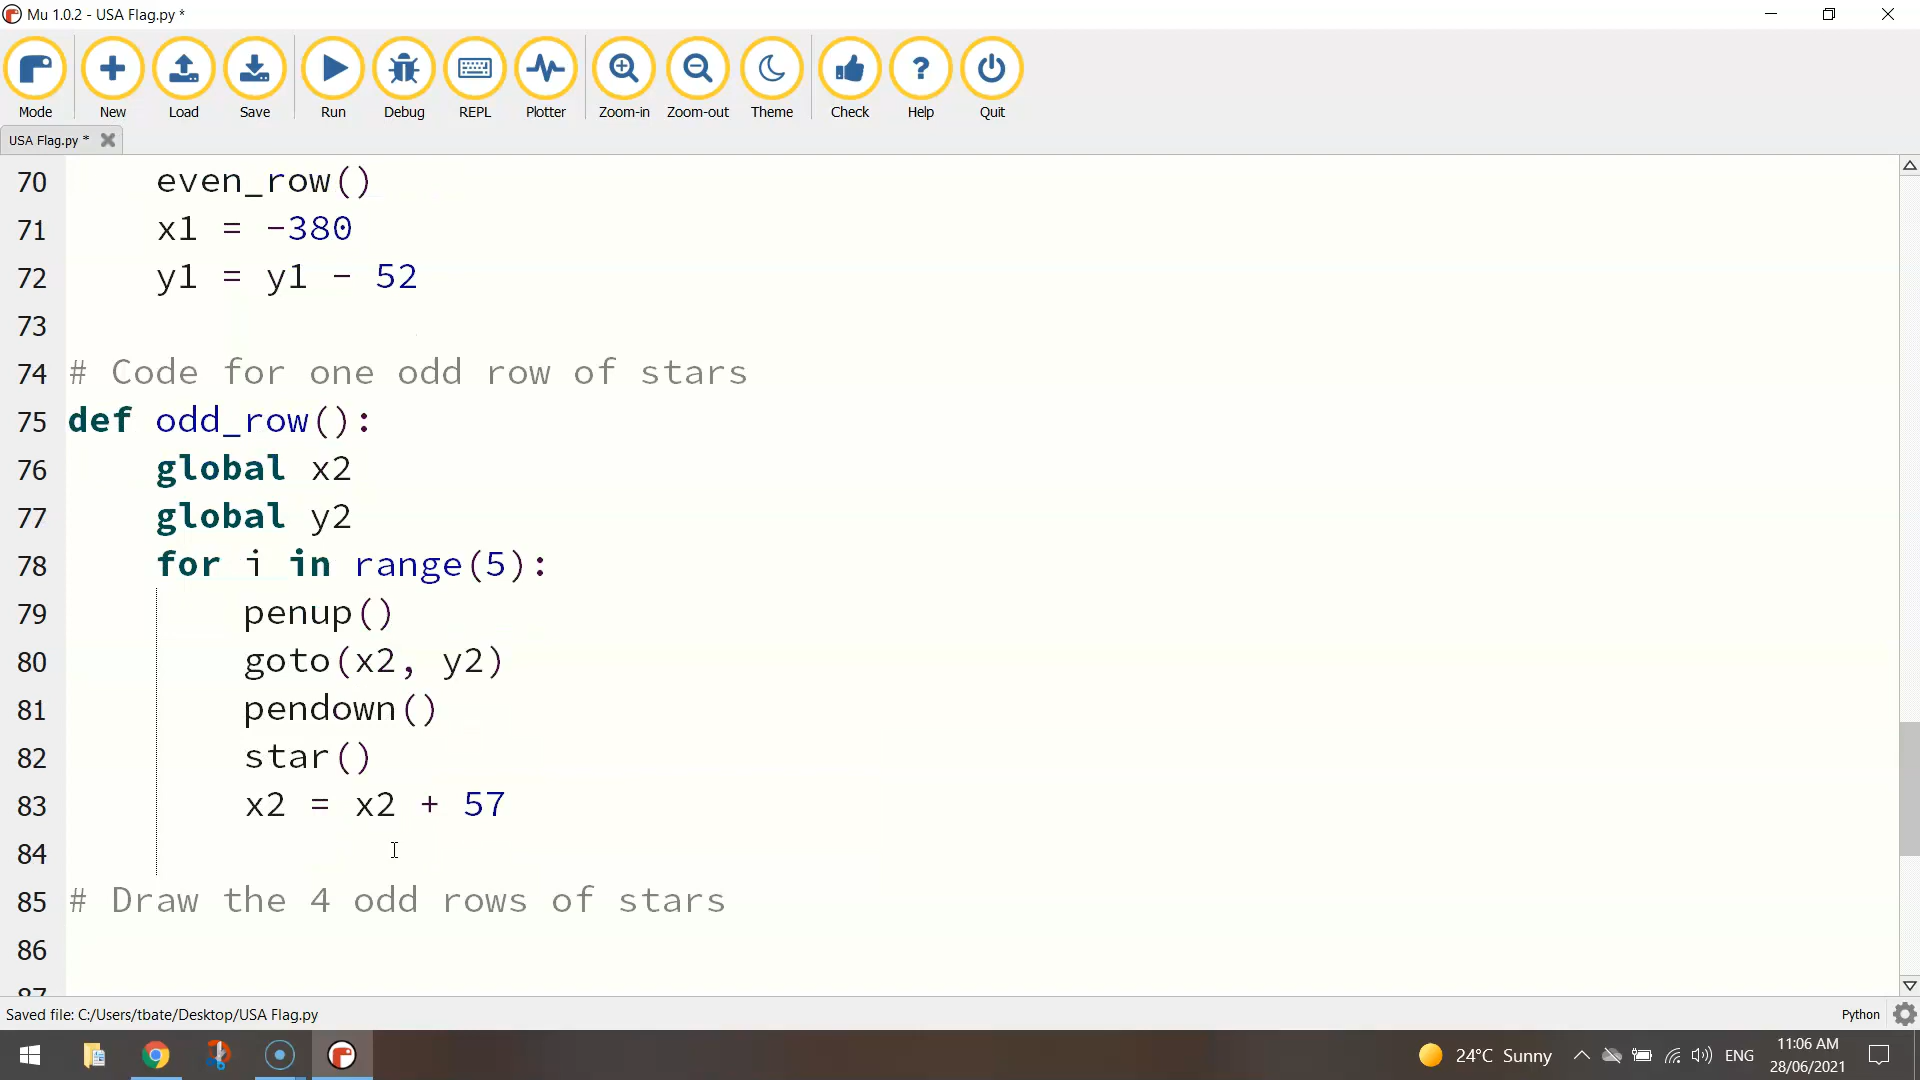 Mu 1.0.2 - USA Flag.py *
Mode New Load Save Run Debug REPL Plotter Zoom-in Zoom-out Theme Check Help Quit
USA Flag.py *
70 even_row()
71 x1 = -380
72 y1 = y1 - 52
73
74 # Code for one odd row of stars
75 def odd_row():
76 global x2
77 global y2
78 for i in range(5):
79 penup()
80 goto(x2, y2)
81 pendown()
82 star()
83 x2 = x2 + 57
84
85 # Draw the 4 odd rows of stars
86
87
Saved file: C:/Users/tbate/Desktop/USA Flag.py
Python
24°C Sunny
ENG
11:06 AM
28/06/2021